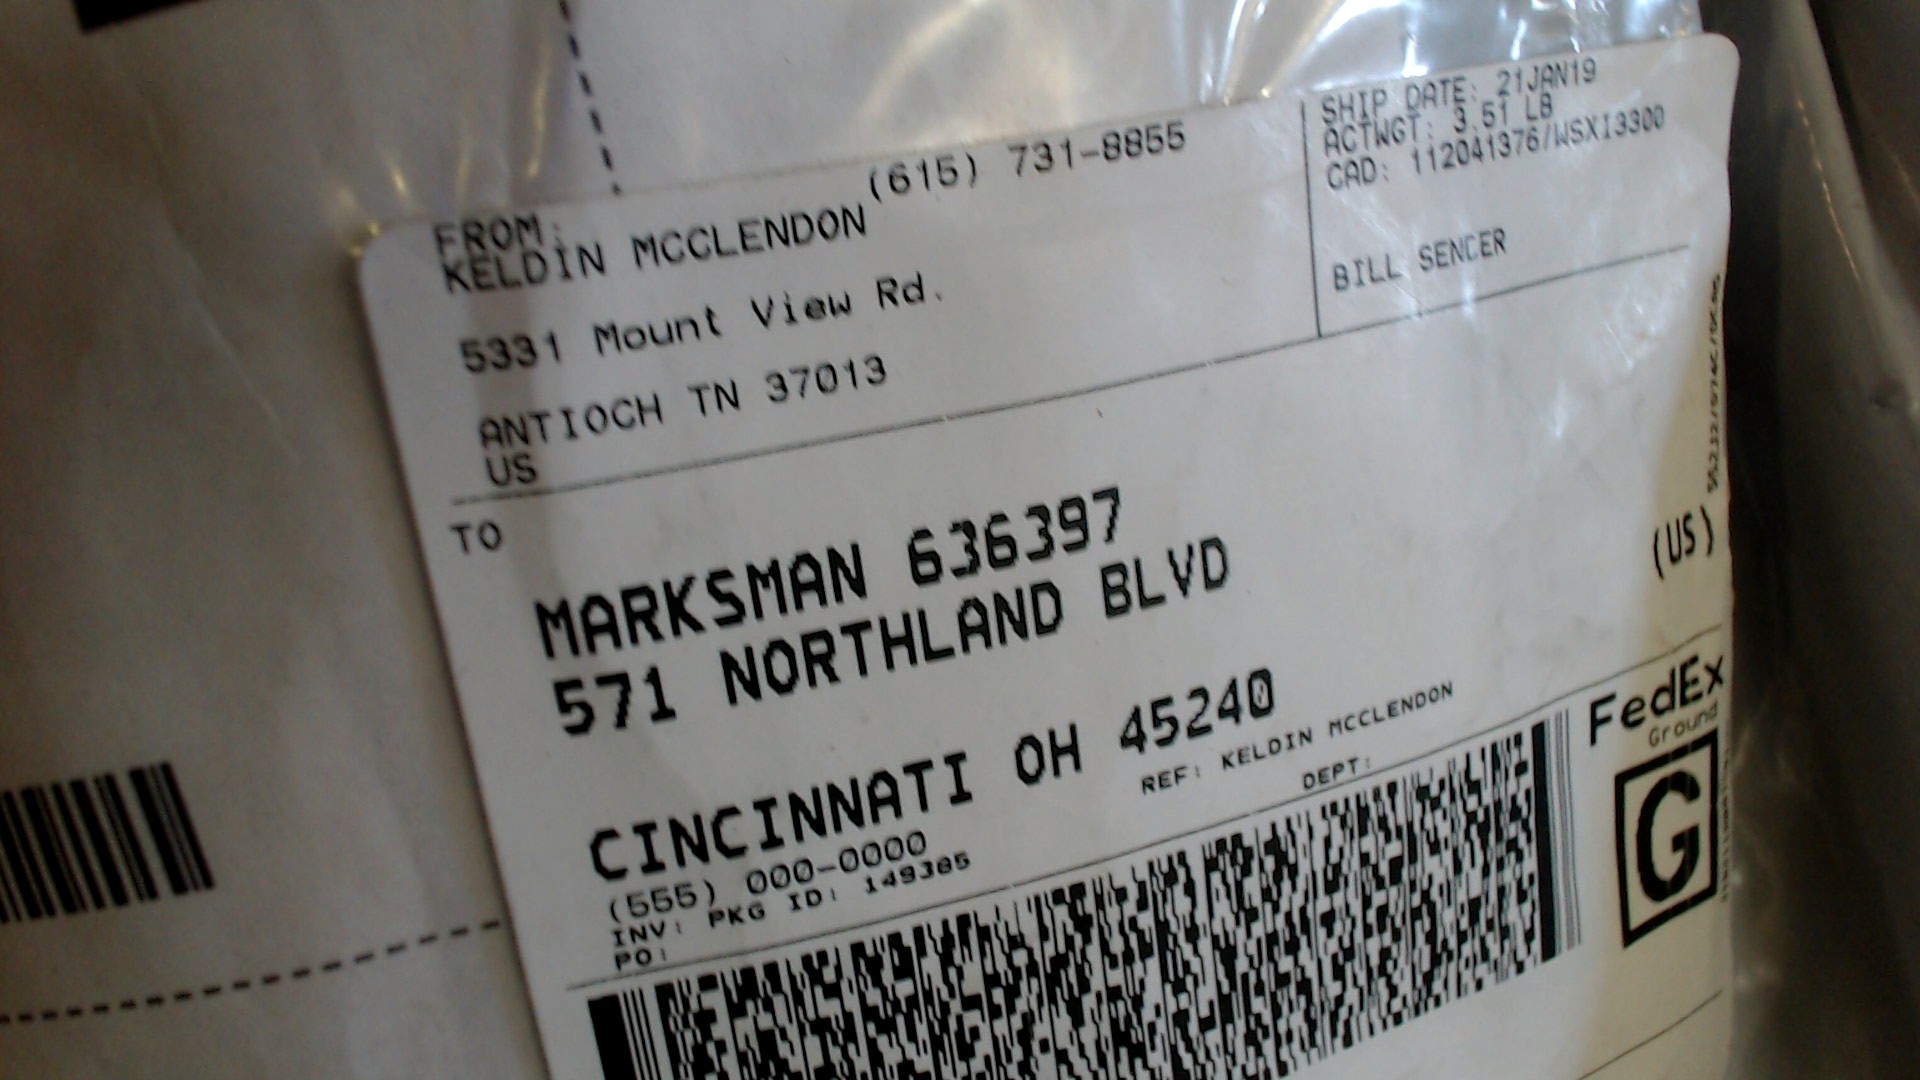 (615) 731-8855
FROM:
KELDIN MCCLENDON
5331 Mount View Rd.
ANTIOCH TN 37013
US
SHIP DATE: 21JAN19
ACTWGT: 3.51 LB
CAD: 112041376/WSXI3300
BILL SENDER
TO
MARKSMAN 636397
571 NORTHLAND BLVD
(US)
CINCINNATI OH 45240
REF: KELDIN MCCLENDON
(555) 000-0000
INV: PKG ID: 149385
PO:
DEPT:
FedEx
Ground
G